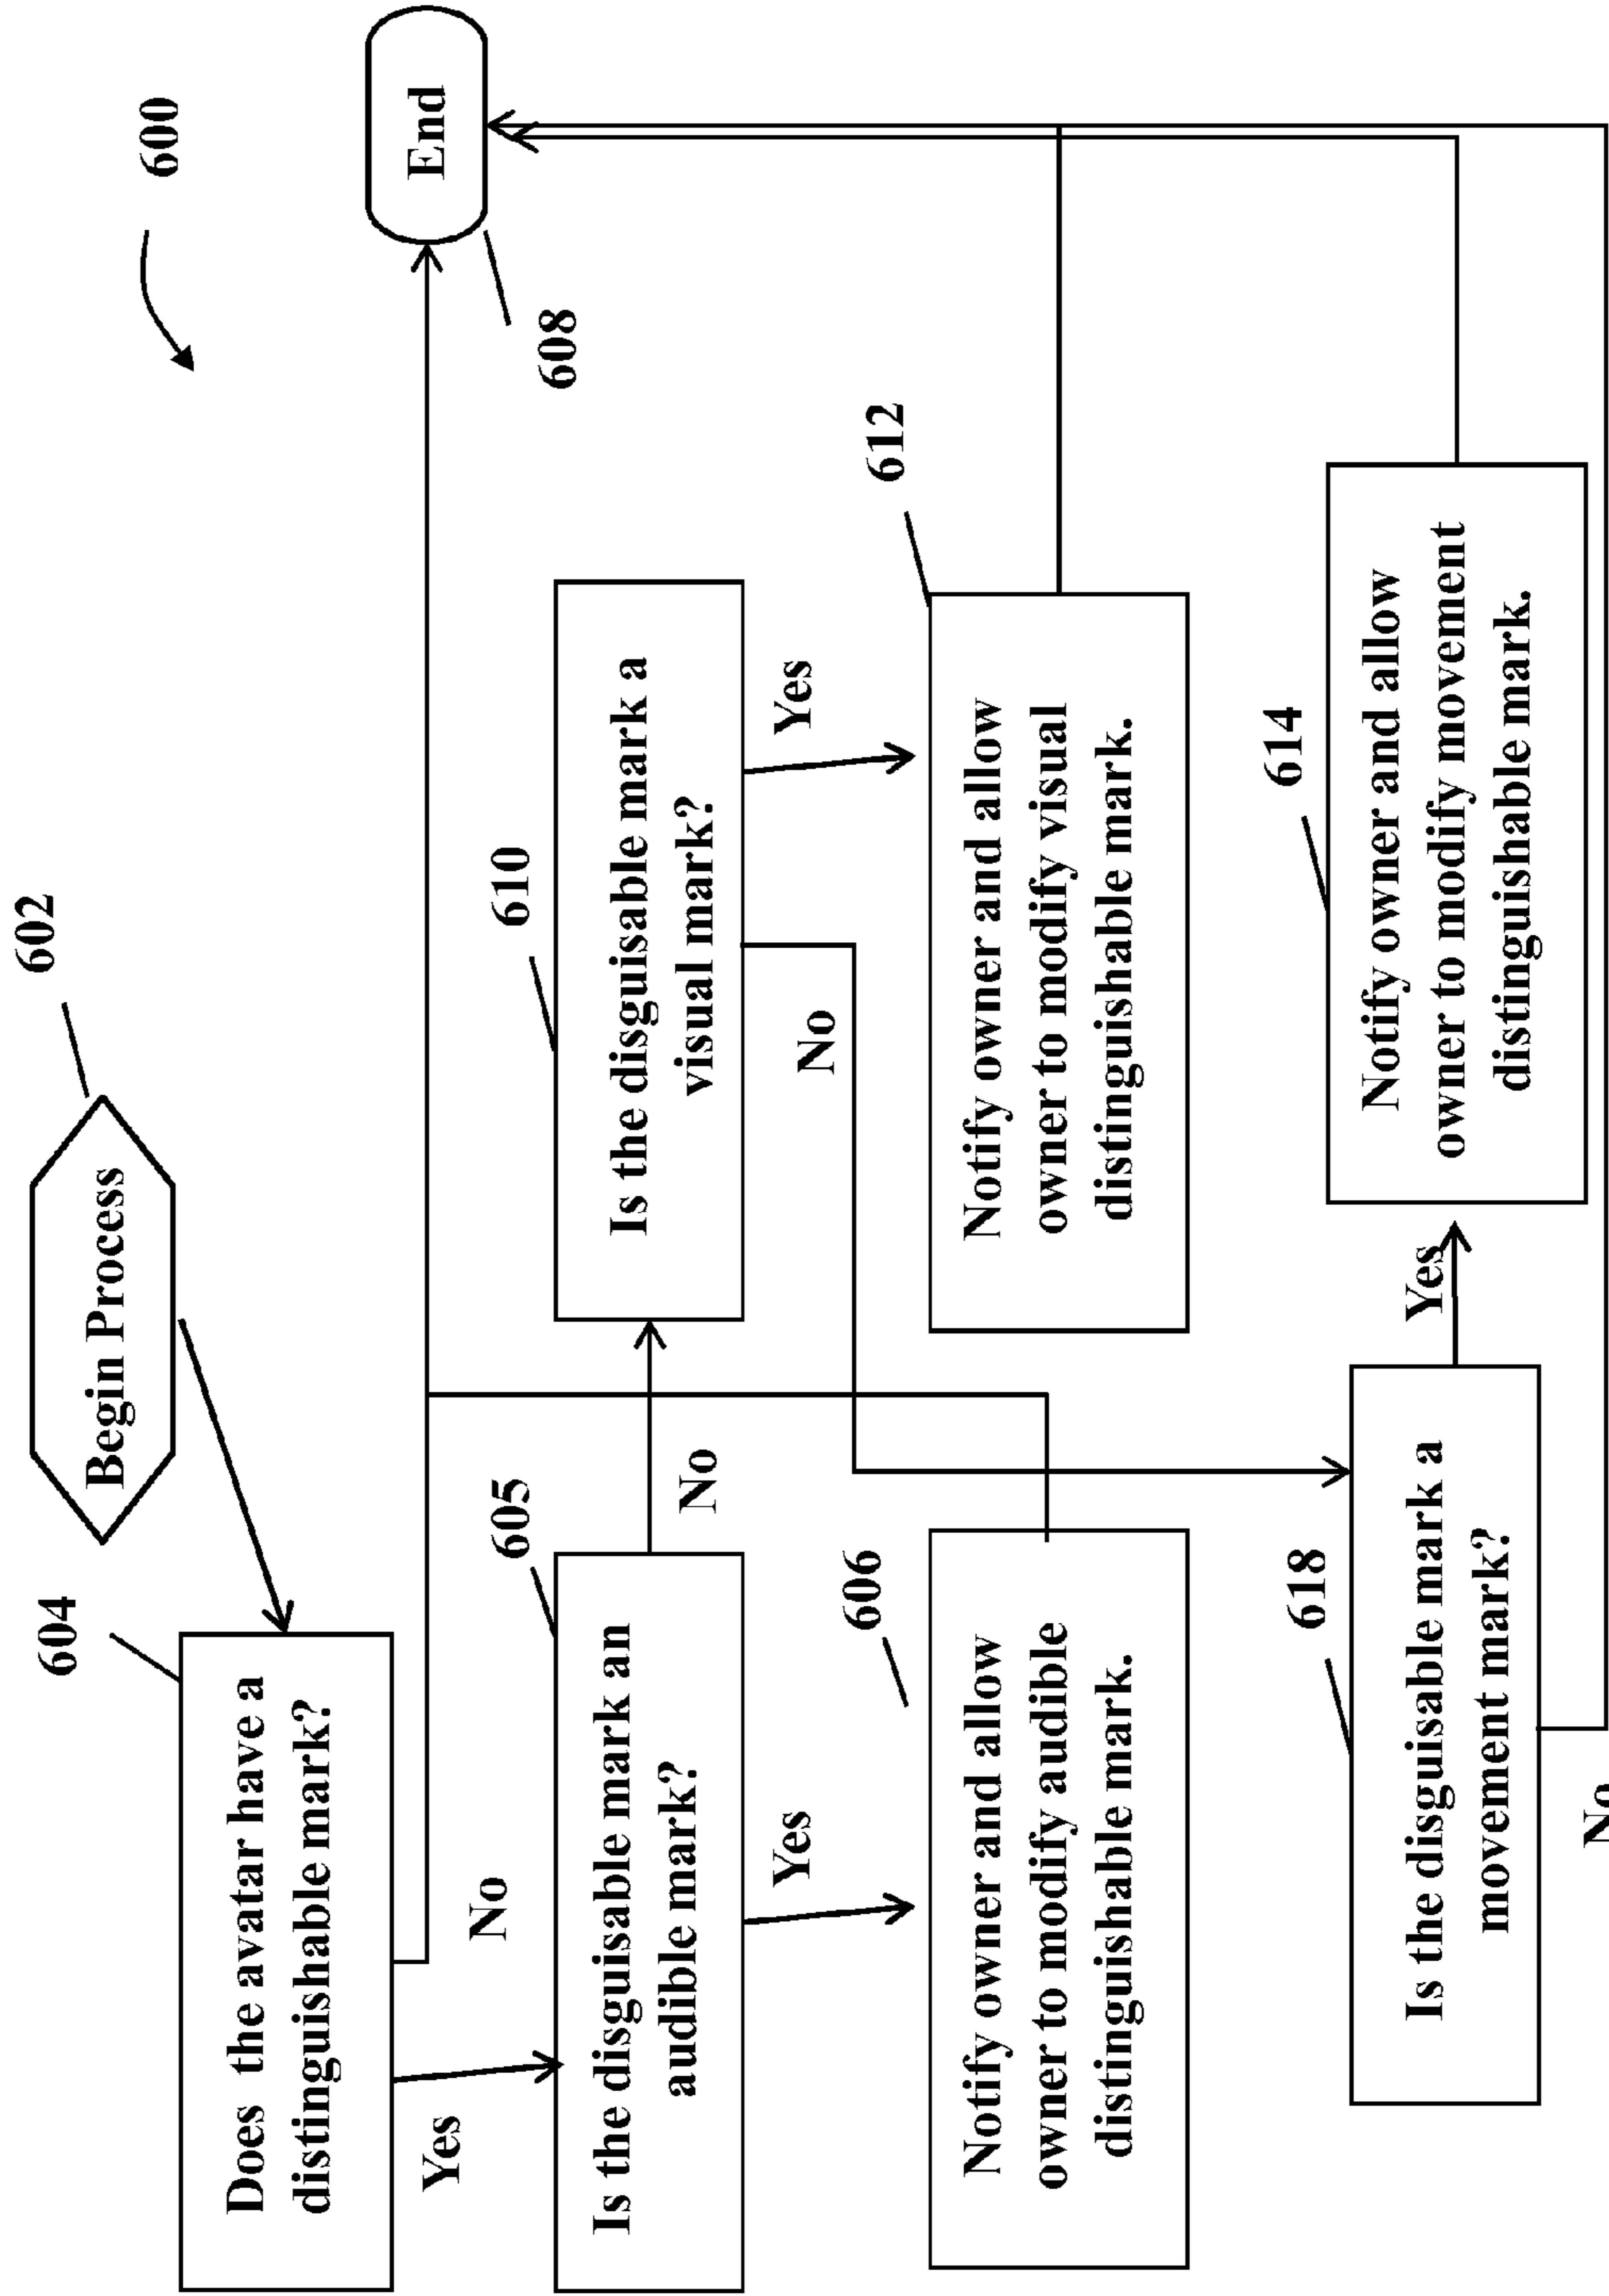 600
602
Begin Process
604
Does the avatar have a
distinguishable mark?
End
608
No
Yes
605
Is the disguisable mark an
audible mark?
No
610
Is the disguisable mark a
visual mark?
Yes
Yes
No
606
Notify owner and allow
owner to modify audible
distinguishable mark.
612
Notify owner and allow
owner to modify visual
distinguishable mark.
618
Is the disguisable mark a
movement mark?
Yes
614
Notify owner and allow
owner to modify movement
distinguishable mark.
No